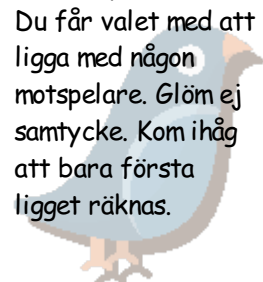 Du får valet med att
ligga med någon
motspelare. Glöm ej
samtycke. Kom ihåg
att bara första
ligget räknas.